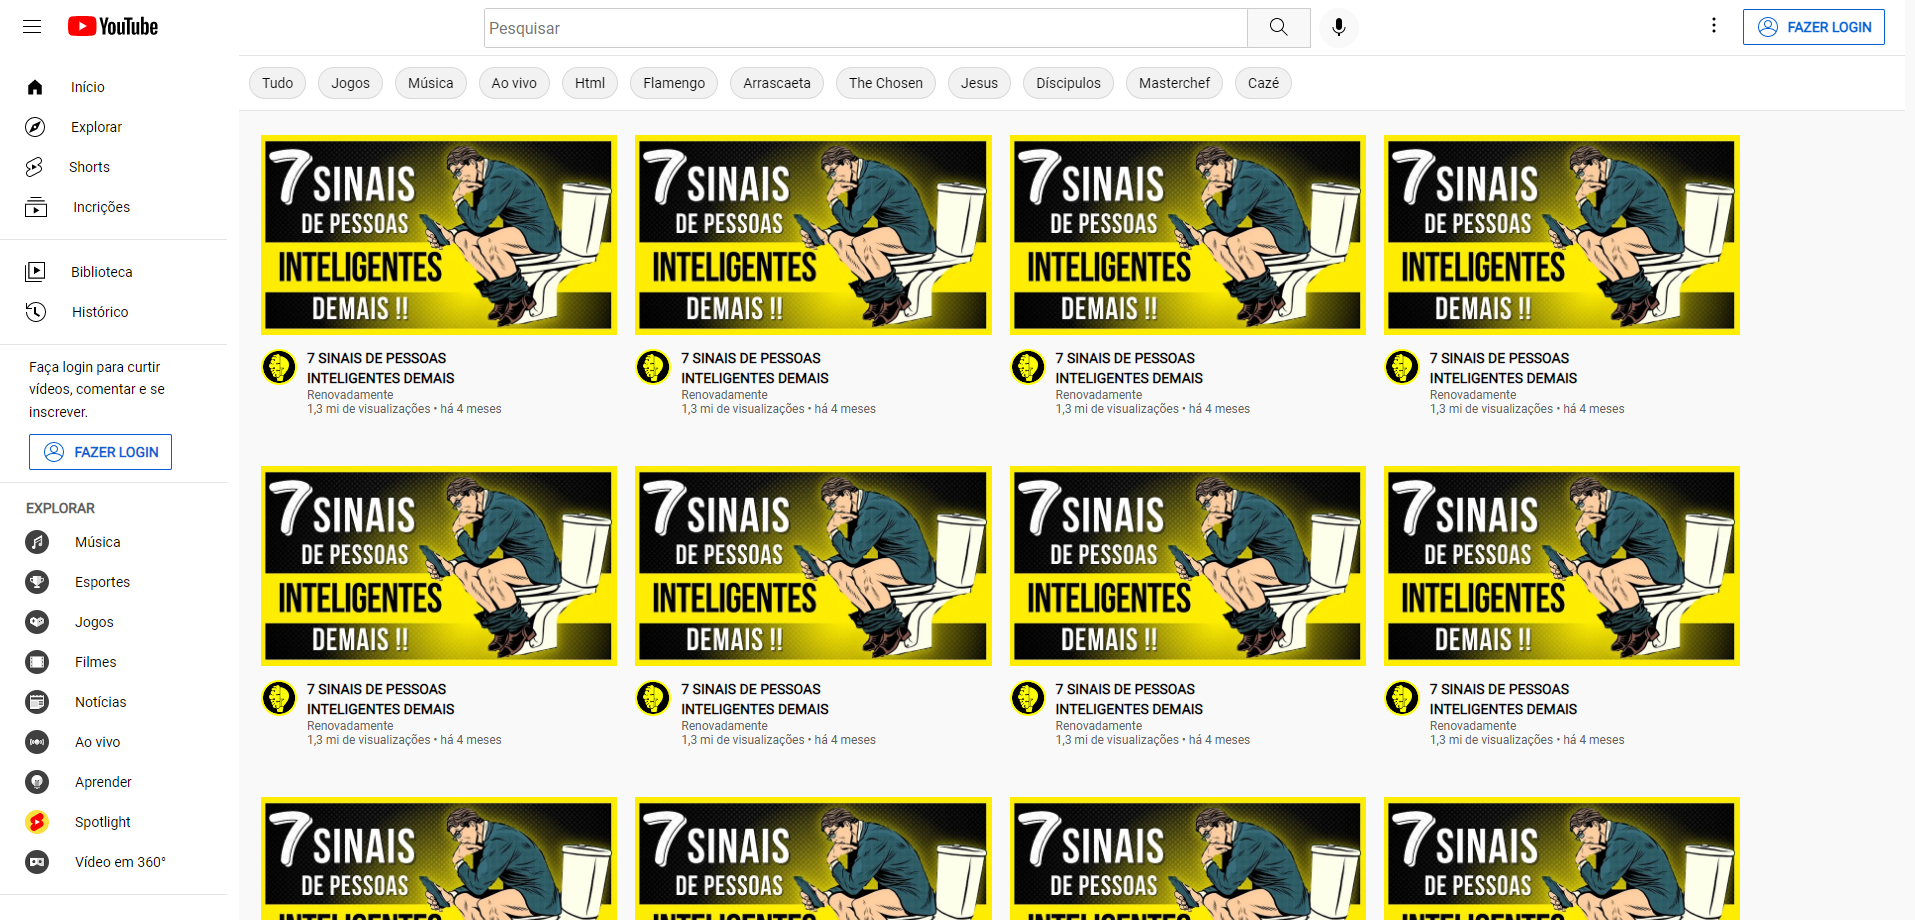 YouTube
Pesquisar
FAZER LOGIN
Início
Explorar
Shorts
Incrições
Biblioteca
Histórico
Faça login para curtir
vídeos, comentar e se
inscrever.
FAZER LOGIN
EXPLORAR
Música
Esportes
Jogos
Filmes
Notícias
Ao vivo
Aprender
Spotlight
Vídeo em 360°
Tudo Jogos Música Ao vivo Html Flamengo Arrascaeta The Chosen Jesus Díscipulos Masterchef Cazé
7 SINAIS
DE PESSOAS
INTELIGENTES
DEMAIS !!
7 SINAIS DE PESSOAS
INTELIGENTES DEMAIS
Renovadamente
1,3 mi de visualizações • há 4 meses
7 SINAIS
DE PESSOAS
INTELIGENTES
DEMAIS !!
7 SINAIS DE PESSOAS
INTELIGENTES DEMAIS
Renovadamente
1,3 mi de visualizações • há 4 meses
7 SINAIS
DE PESSOAS
INTELIGENTES
DEMAIS !!
7 SINAIS DE PESSOAS
INTELIGENTES DEMAIS
Renovadamente
1,3 mi de visualizações • há 4 meses
7 SINAIS
DE PESSOAS
INTELIGENTES
DEMAIS !!
7 SINAIS DE PESSOAS
INTELIGENTES DEMAIS
Renovadamente
1,3 mi de visualizações • há 4 meses
7 SINAIS
DE PESSOAS
INTELIGENTES
DEMAIS !!
7 SINAIS DE PESSOAS
INTELIGENTES DEMAIS
Renovadamente
1,3 mi de visualizações • há 4 meses
7 SINAIS
DE PESSOAS
INTELIGENTES
DEMAIS !!
7 SINAIS DE PESSOAS
INTELIGENTES DEMAIS
Renovadamente
1,3 mi de visualizações • há 4 meses
7 SINAIS
DE PESSOAS
INTELIGENTES
DEMAIS !!
7 SINAIS DE PESSOAS
INTELIGENTES DEMAIS
Renovadamente
1,3 mi de visualizações • há 4 meses
7 SINAIS
DE PESSOAS
INTELIGENTES
DEMAIS !!
7 SINAIS DE PESSOAS
INTELIGENTES DEMAIS
Renovadamente
1,3 mi de visualizações • há 4 meses
7 SINAIS
DE PESSOAS
INTELIGENTES
7 SINAIS
DE PESSOAS
INTELIGENTES
7 SINAIS
DE PESSOAS
INTELIGENTES
7 SINAIS
DE PESSOAS
INTELIGENTES